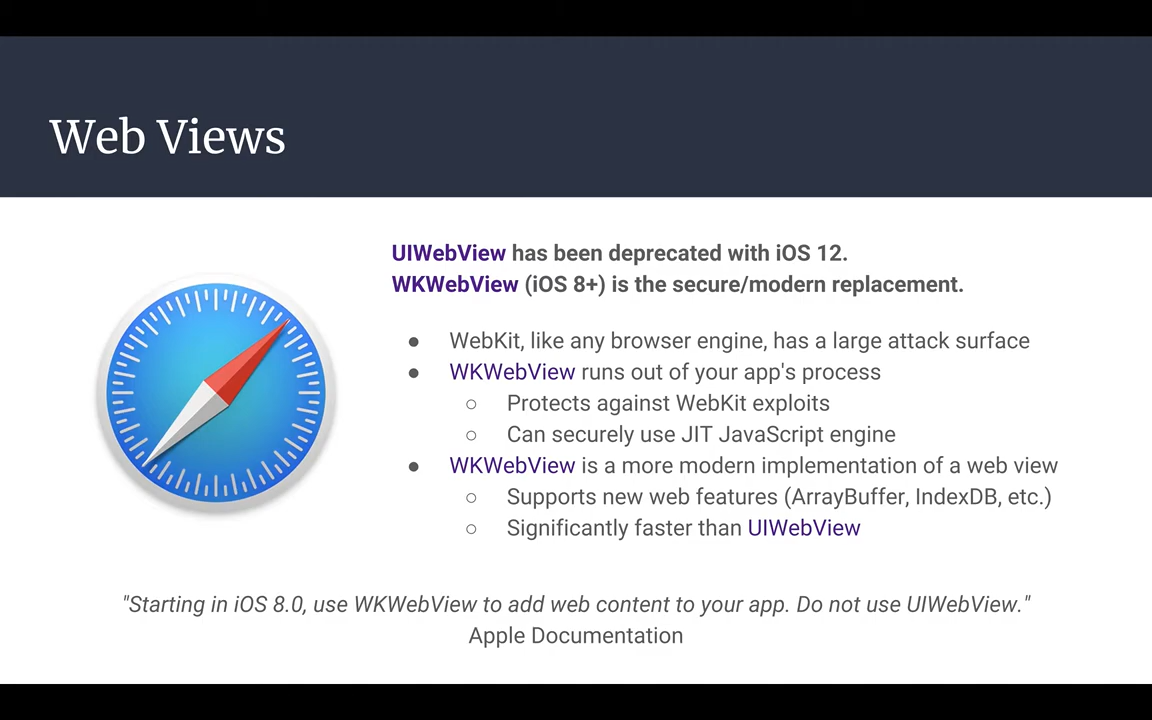 Web Views
UIWebView has been deprecated with iOS 12.
WKWebView (iOS 8+) is the secure/modern replacement.
● WebKit, like any browser engine, has a large attack surface
● WKWebView runs out of your app's process
○ Protects against WebKit exploits
○ Can securely use JIT JavaScript engine
● WKWebView is a more modern implementation of a web view
○ Supports new web features (ArrayBuffer, IndexDB, etc.)
○ Significantly faster than UIWebView
"Starting in iOS 8.0, use WKWebView to add web content to your app. Do not use UIWebView."
Apple Documentation